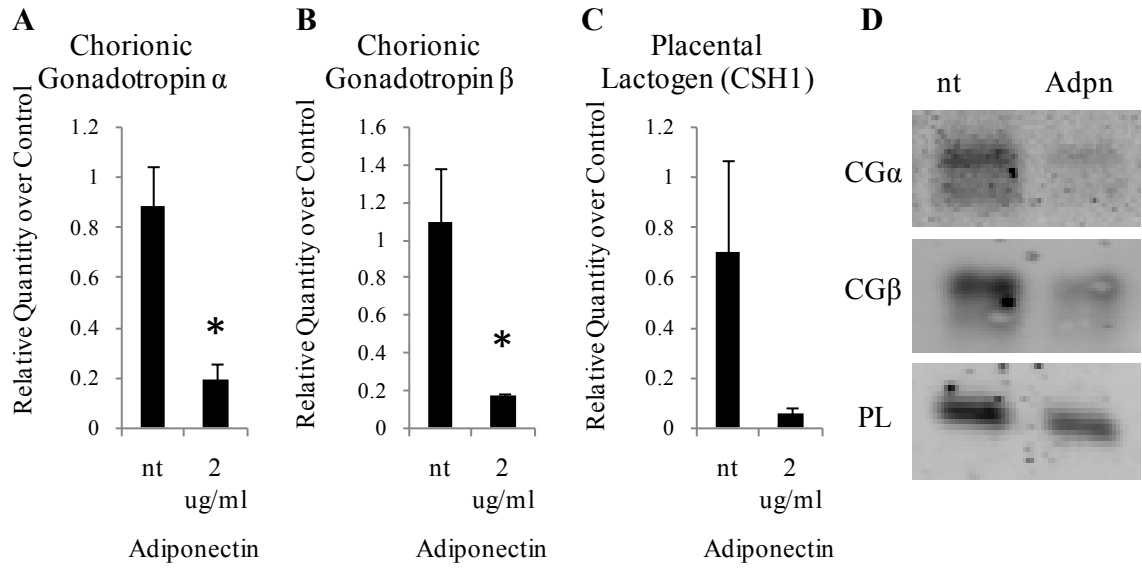 A
Chorionic
Gonadotropin α
Relative Quantity over Control
1.2
1
0.8
0.6
0.4
0.2
0
*
nt
2
ug/ml
Adiponectin
B
Chorionic
Gonadotropin β
Relative Quantity over Control
1.6
1.4
1.2
1
0.8
0.6
0.4
0.2
0
*
nt
2
ug/ml
Adiponectin
C
Placental
Lactogen (CSH1)
Relative Quantity over Control
1.2
1
0.8
0.6
0.4
0.2
0
nt
2
ug/ml
Adiponectin
D
nt Adpn
CGα
CGβ
PL